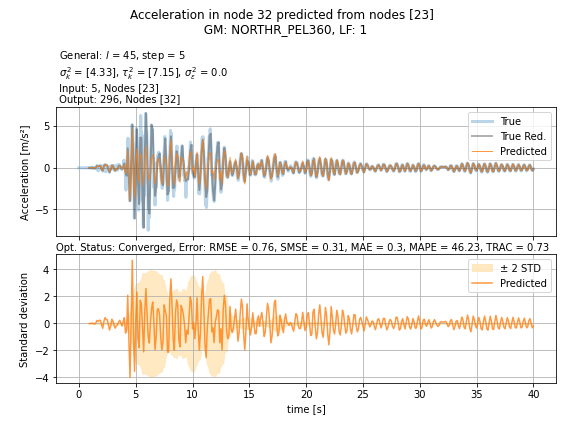 Acceleration in node 32 predicted from nodes [23]
GM: NORTHR_PEL360, LF: 1
General: l = 45, step = 5
σ²ₖ = [4.33], τ²ₖ = [7.15], σ²ₑ = 0.0
Input: 5, Nodes [23]
Output: 296, Nodes [32]
Acceleration [m/s²]
5
0
−5
True
True Red.
Predicted
Opt. Status: Converged, Error: RMSE = 0.76, SMSE = 0.31, MAE = 0.3, MAPE = 46.23, TRAC = 0.73
Standard deviation
4
2
0
−2
−4
± 2 STD
Predicted
0 5 10 15 20 25 30 35 40
time [s]